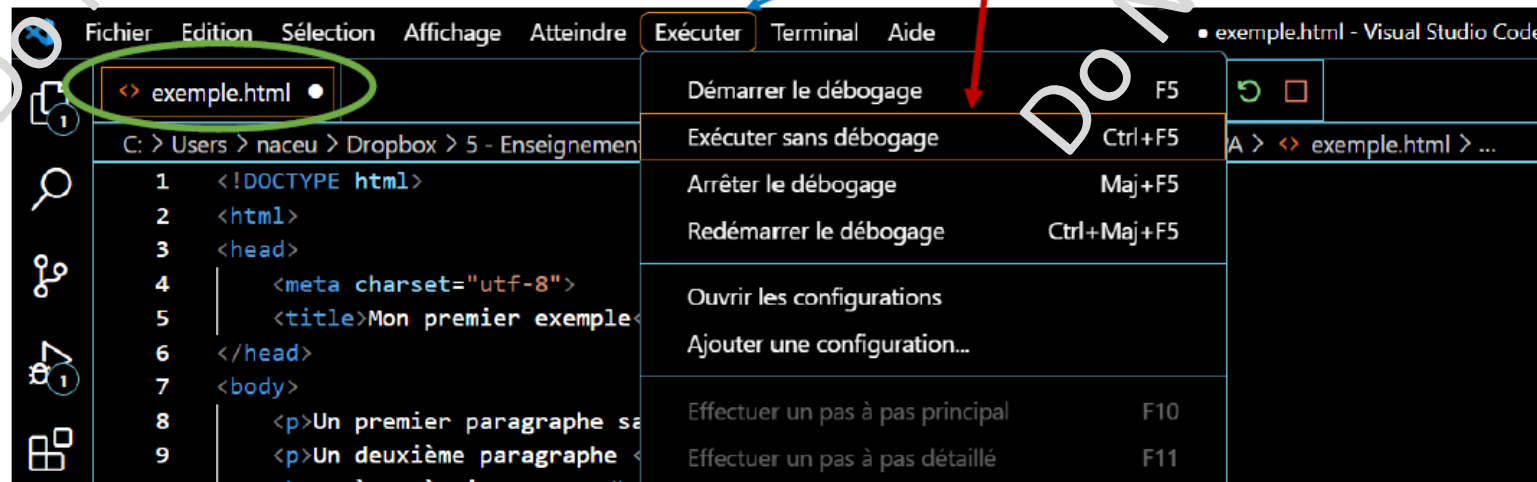 Fichier Edition Sélection Affichage Atteindre Exécuter Terminal Aide • exemple.html - Visual Studio Code
<> exemple.html ●
C: > Users > naceu > Dropbox > 5 - Enseignemen
A > <> exemple.html > ...
1 <!DOCTYPE html>
2 <html>
3 <head>
4 <meta charset="utf-8">
5 <title>Mon premier exemple<
6 </head>
7 <body>
8 <p>Un premier paragraphe sa
9 <p>Un deuxième paragraphe <
Démarrer le débogage F5
Exécuter sans débogage Ctrl+F5
Arrêter le débogage Maj+F5
Redémarrer le débogage Ctrl+Maj+F5
Ouvrir les configurations
Ajouter une configuration...
Effectuer un pas à pas principal F10
Effectuer un pas à pas détaillé F11
1
1
Do N
Do